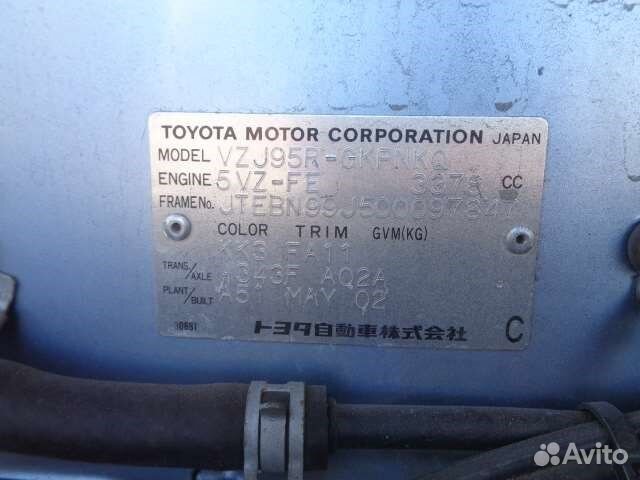 TOYOTA MOTOR CORPORATION JAPAN
MODEL VZJ95R-GKPNKQ
ENGINE 5VZ-FE 3378 CC
FRAME No.
COLOR TRIM GVM(KG)
KK3 FA11
TRANS./AXLE A343F AQ2A
PLANT/BUILT A51 MAY 02
トヨタ自動車株式会社 C
Avito